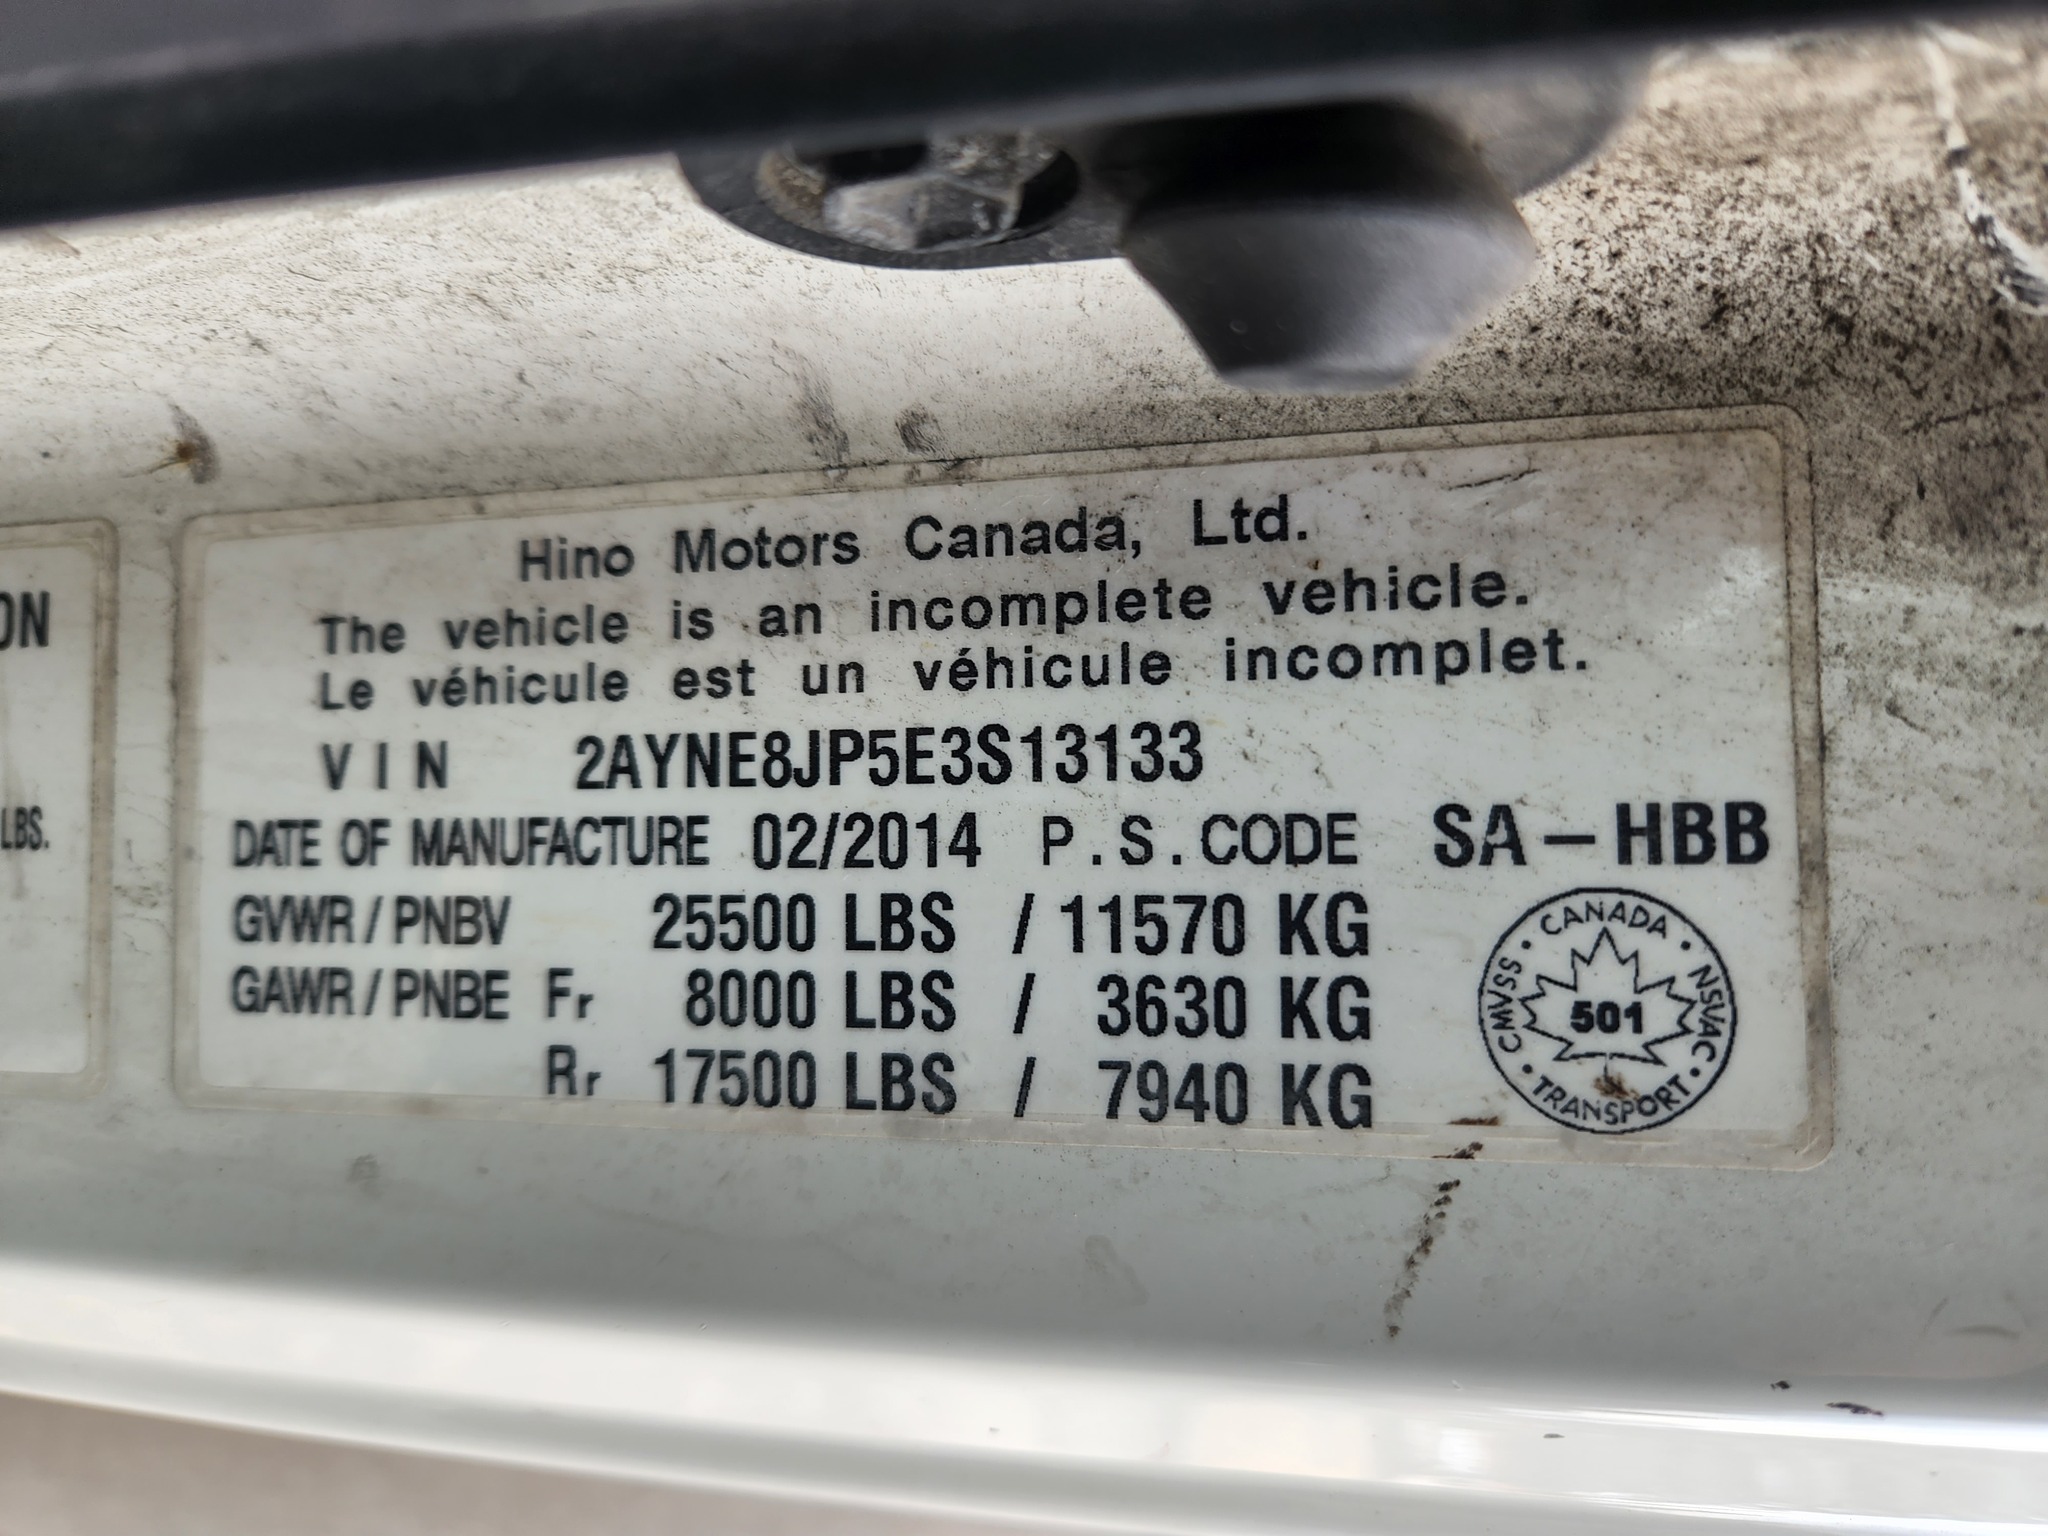 ON
LBS.
Hino Motors Canada, Ltd.
The vehicle is an incomplete vehicle.
Le véhicule est un véhicule incomplet.
VIN 2AYNE8JP5E3S13133
DATE OF MANUFACTURE 02/2014 P.S.CODE SA-HBB
GVWR/PNBV 25500 LBS / 11570 KG
GAWR/PNBE Fr 8000 LBS / 3630 KG
Rr 17500 LBS / 7940 KG
CANADA · NSVAC · TRANSPORT · CMVSS ·
501